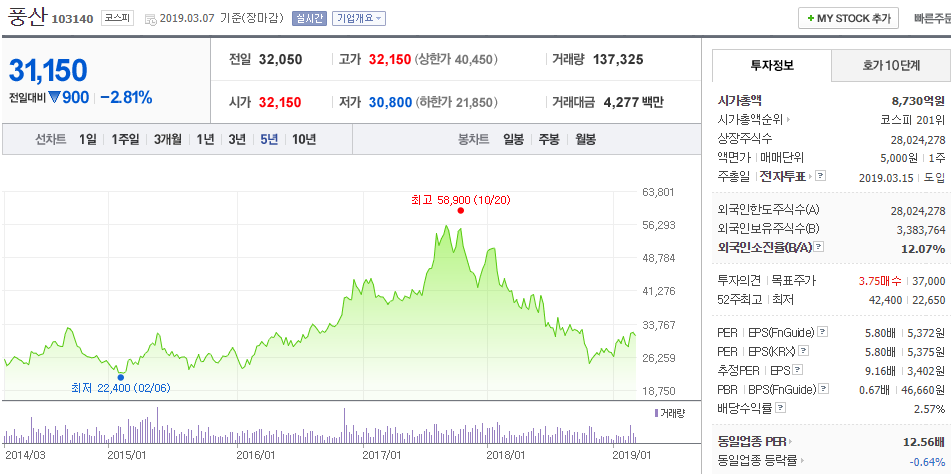 풍산 103140 코스피 2019.03.07 기준(장마감) 실시간 기업개요
+ MY STOCK 추가 빠른주문
31,150
전일대비 ▼900 -2.81%
전일 32,050 고가 32,150 (상한가 40,450) 거래량 137,325
시가 32,150 저가 30,800 (하한가 21,850) 거래대금 4,277 백만
선차트 1일 1주일 3개월 1년 3년 5년 10년 봉차트 일봉 주봉 월봉
최고 58,900 (10/20)
최저 22,400 (02/06)
63,801
56,293
48,784
41,276
33,767
26,259
18,750
거래량
2014/03 2015/01 2016/01 2017/01 2018/01 2019/01
투자정보 호가 10단계
시가총액 8,730억원
시가총액순위 코스피 201위
상장주식수 28,024,278
액면가 매매단위 5,000원 1주
주총일 전자투표 ? 2019.03.15 도입
외국인한도주식수(A) 28,024,278
외국인보유주식수(B) 3,383,764
외국인소진율(B/A) ? 12.07%
투자의견 목표주가 3.75매수 37,000
52주최고 최저 42,400 22,650
PER EPS(FnGuide) ? 5.80배 5,372원
PER EPS(KRX) ? 5.80배 5,375원
추정PER EPS ? 9.16배 3,402원
PBR BPS(FnGuide) ? 0.67배 46,660원
배당수익률 ? 2.57%
동일업종 PER 12.56배
동일업종 등락률 -0.64%